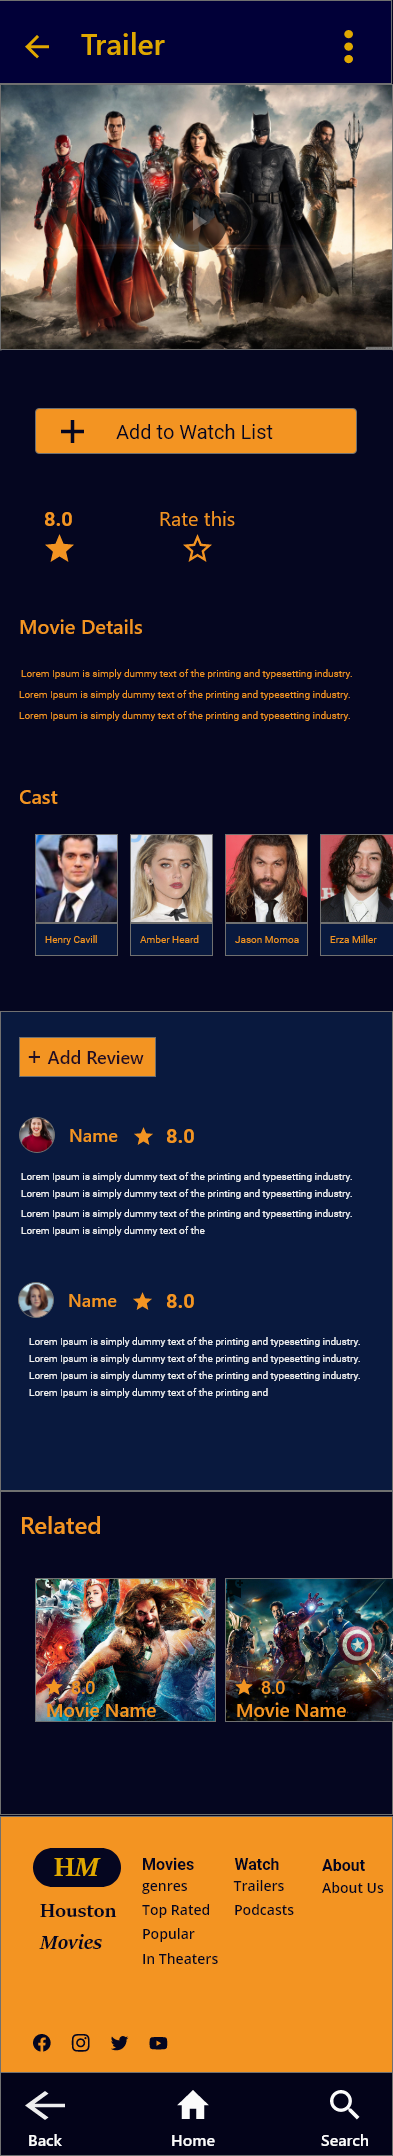 Trailer
Add to Watch List
8.0
Rate this
Movie Details
Lorem Ipsum is simply dummy text of the printing and typesetting industry.
Lorem Ipsum is simply dummy text of the printing and typesetting industry.
Lorem Ipsum is simply dummy text of the printing and typesetting industry.
Cast
Henry Cavill
Amber Heard
Jason Momoa
Erza Miller
+ Add Review
Name 8.0
Lorem Ipsum is simply dummy text of the printing and typesetting industry.
Lorem Ipsum is simply dummy text of the printing and typesetting industry.
Lorem Ipsum is simply dummy text of the printing and typesetting industry.
Lorem Ipsum is simply dummy text of the
Name 8.0
Lorem Ipsum is simply dummy text of the printing and typesetting industry.
Lorem Ipsum is simply dummy text of the printing and typesetting industry.
Lorem Ipsum is simply dummy text of the printing and typesetting industry.
Lorem Ipsum is simply dummy text of the printing and
Related
8.0
Movie Name
8.0
Movie Name
HM
Houston
Movies
Movies
genres
Top Rated
Popular
In Theaters
Watch
Trailers
Podcasts
About
About Us
Back
Home
Search